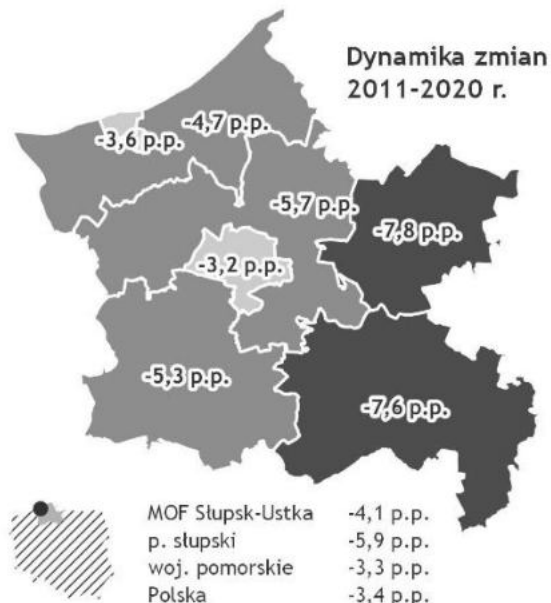 Dynamika zmian
2011-2020 r.
-3,6 p.p.
-4,7 p.p.
-5,7 p.p.
-7,8 p.p.
-3,2 p.p.
-5,3 p.p.
-7,6 p.p.
MOF Słupsk-Ustka -4,1 p.p.
p. słupski -5,9 p.p.
woj. pomorskie -3,3 p.p.
Polska -3,4 p.p.